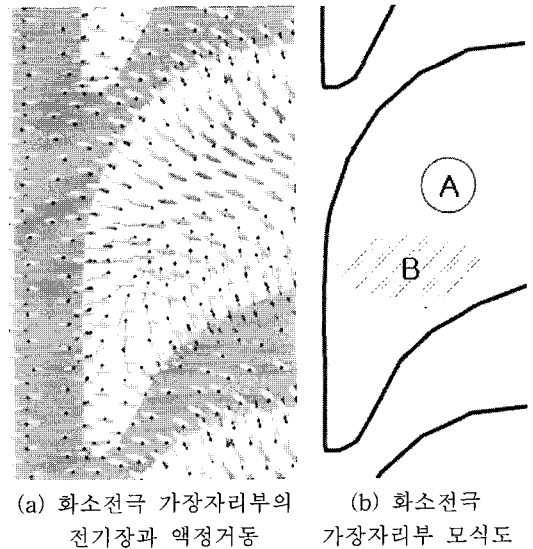 A
B
(a) 화소전극 가장자리부의
전기장과 액정거동
(b) 화소전극
가장자리부 모식도